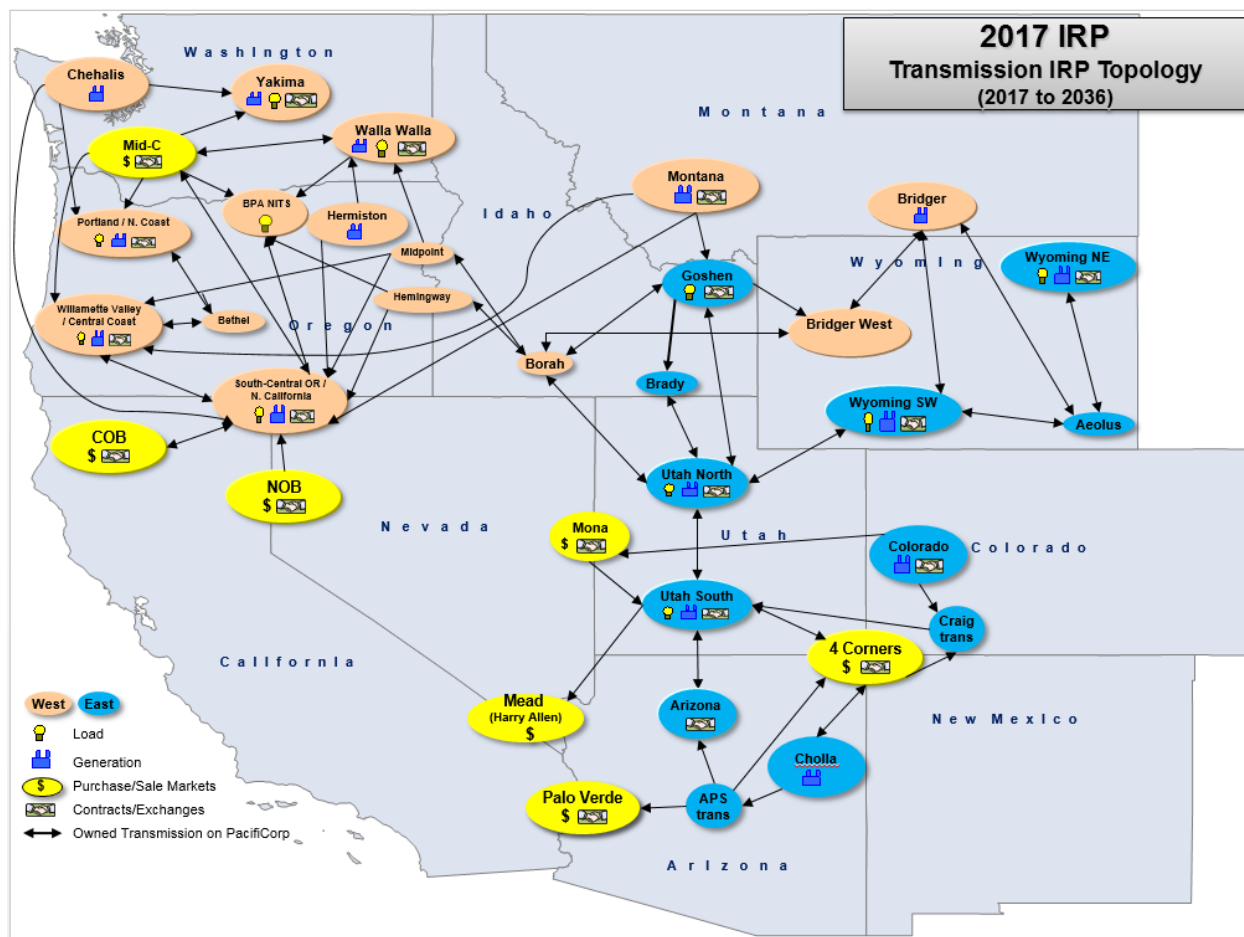 2017 IRP
Transmission IRP Topology
(2017 to 2036)
Washington
Chehalis
Yakima
Montana
Mid-C
$
Walla Walla
Montana
BPA NITS
Bridger
Portland / N. Coast
Hermiston
Idaho
Midpoint
Wyoming
Wyoming NE
Goshen
Hemingway
Willamette Valley
/ Central Coast
Bethel
Oregon
Bridger West
Borah
Brady
South-Central OR /
N. California
Wyoming SW
Aeolus
COB
$
Utah North
NOB
$
Nevada
Mona
$
Utah
Colorado
Colorado
Utah South
Craig
trans
4 Corners
$
California
West
East
Mead
(Harry Allen)
$
Arizona
New Mexico
Load
Cholla
Generation
$
Purchase/Sale Markets
Palo Verde
$
APS
trans
Contracts/Exchanges
Owned Transmission on PacifiCorp
Arizona